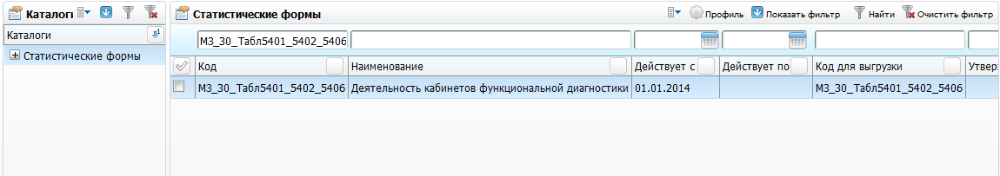 Каталоги
Статистические формы
Профиль
Показать фильтр
Найти
Очистить фильтр
Каталоги
МЗ_30_Табл5401_5402_5406
Статистические формы
Код
Наименование
Действует с
Действует по
Код для выгрузки
МЗ_30_Табл5401_5402_5406
Деятельность кабинетов функциональной диагностики
01.01.2014
МЗ_30_Табл5401_5402_5406